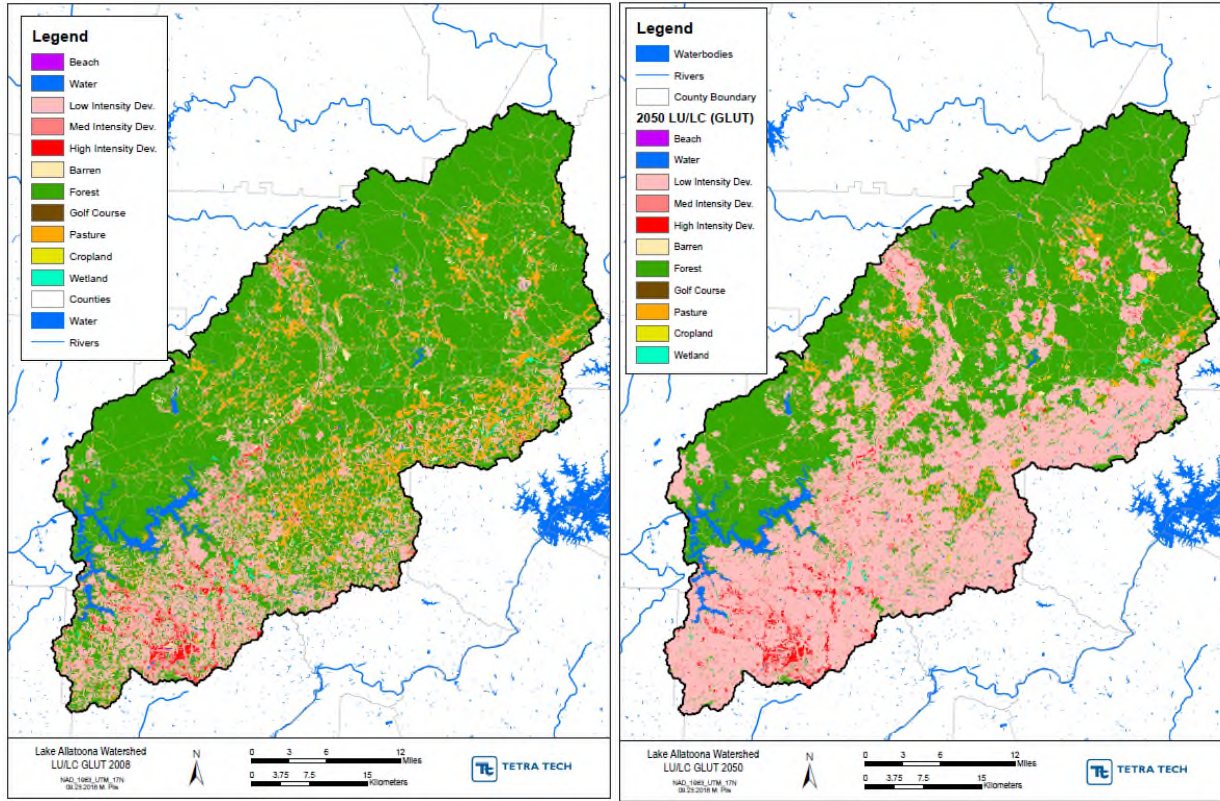 Legend
Beach
Water
Low Intensity Dev.
Med Intensity Dev.
High Intensity Dev.
Barren
Forest
Golf Course
Pasture
Cropland
Wetland
Counties
Water
Rivers
Lake Allatoona Watershed
LU/LC GLUT 2008
NAD_1983_UTM_17N
N
0 3 6 12
Miles
0 3.75 7.5 15
Kilometers
Tt TETRA TECH
Legend
Waterbodies
Rivers
County Boundary
2050 LU/LC (GLUT)
Beach
Water
Low Intensity Dev.
Med Intensity Dev.
High Intensity Dev.
Barren
Forest
Golf Course
Pasture
Cropland
Wetland
Lake Allatoona Watershed
LU/LC GLUT 2050
NAD_1983_UTM_17N
N
0 3 6 12
Miles
0 3.75 7.5 15
Kilometers
Tt TETRA TECH